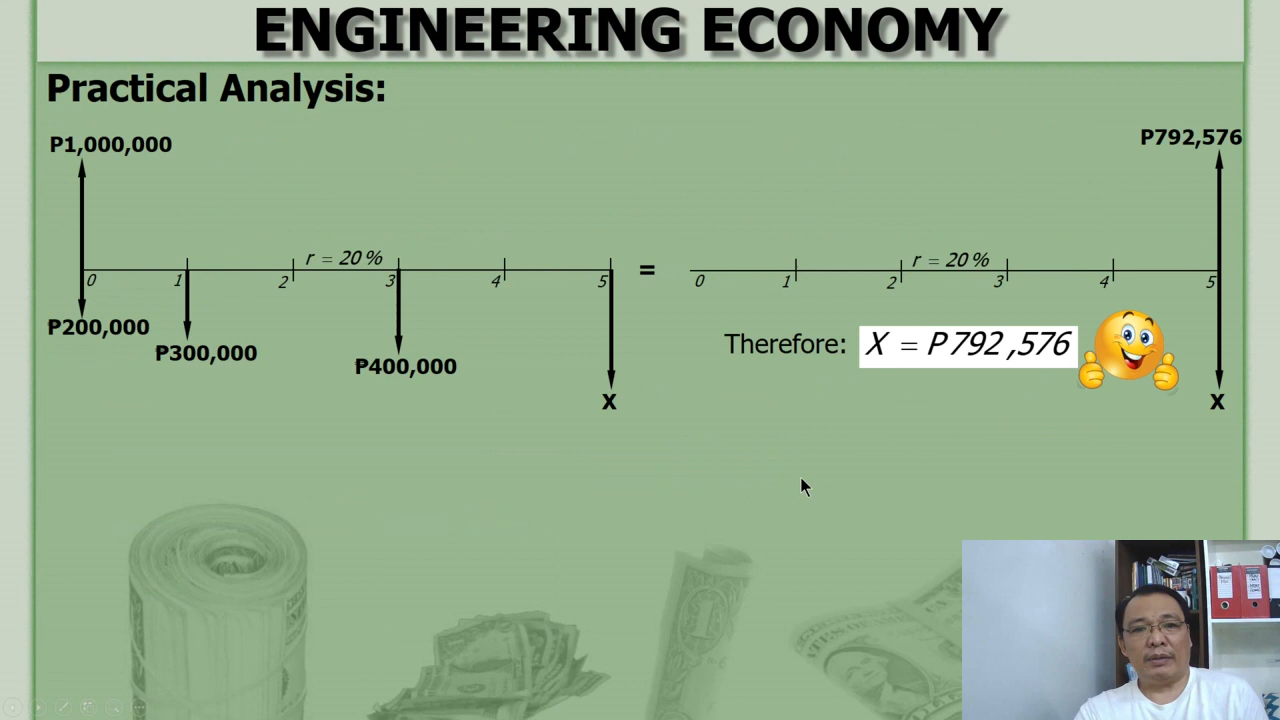 ENGINEERING ECONOMY
Practical Analysis:
P1,000,000
P792,576
r = 20 %
r = 20 %
0 1 2 3 4 5 = 0 1 2 3 4 5
P200,000
P300,000
P400,000
Therefore: X = P792,576
X
X